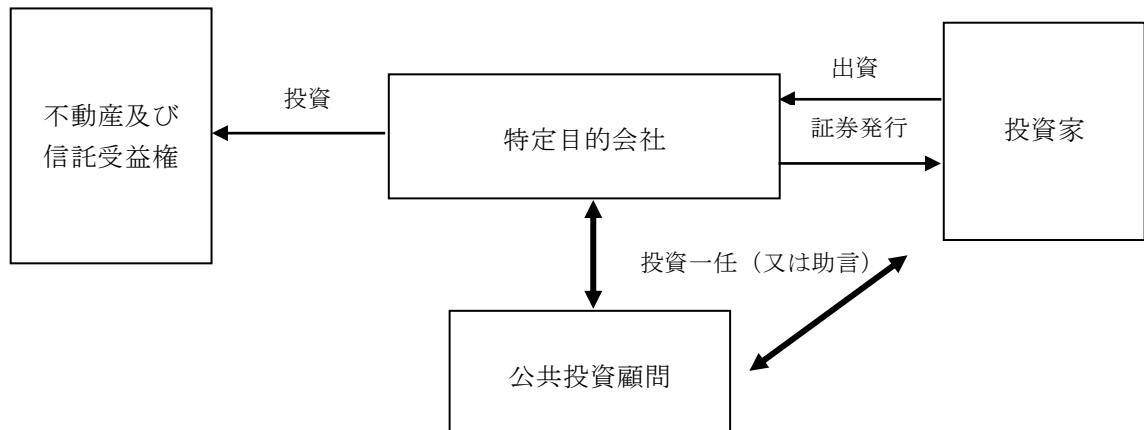 不動産及び
信託受益権
投資
特定目的会社
出資
証券発行
投資家
投資一任（又は助言）
公共投資顧問